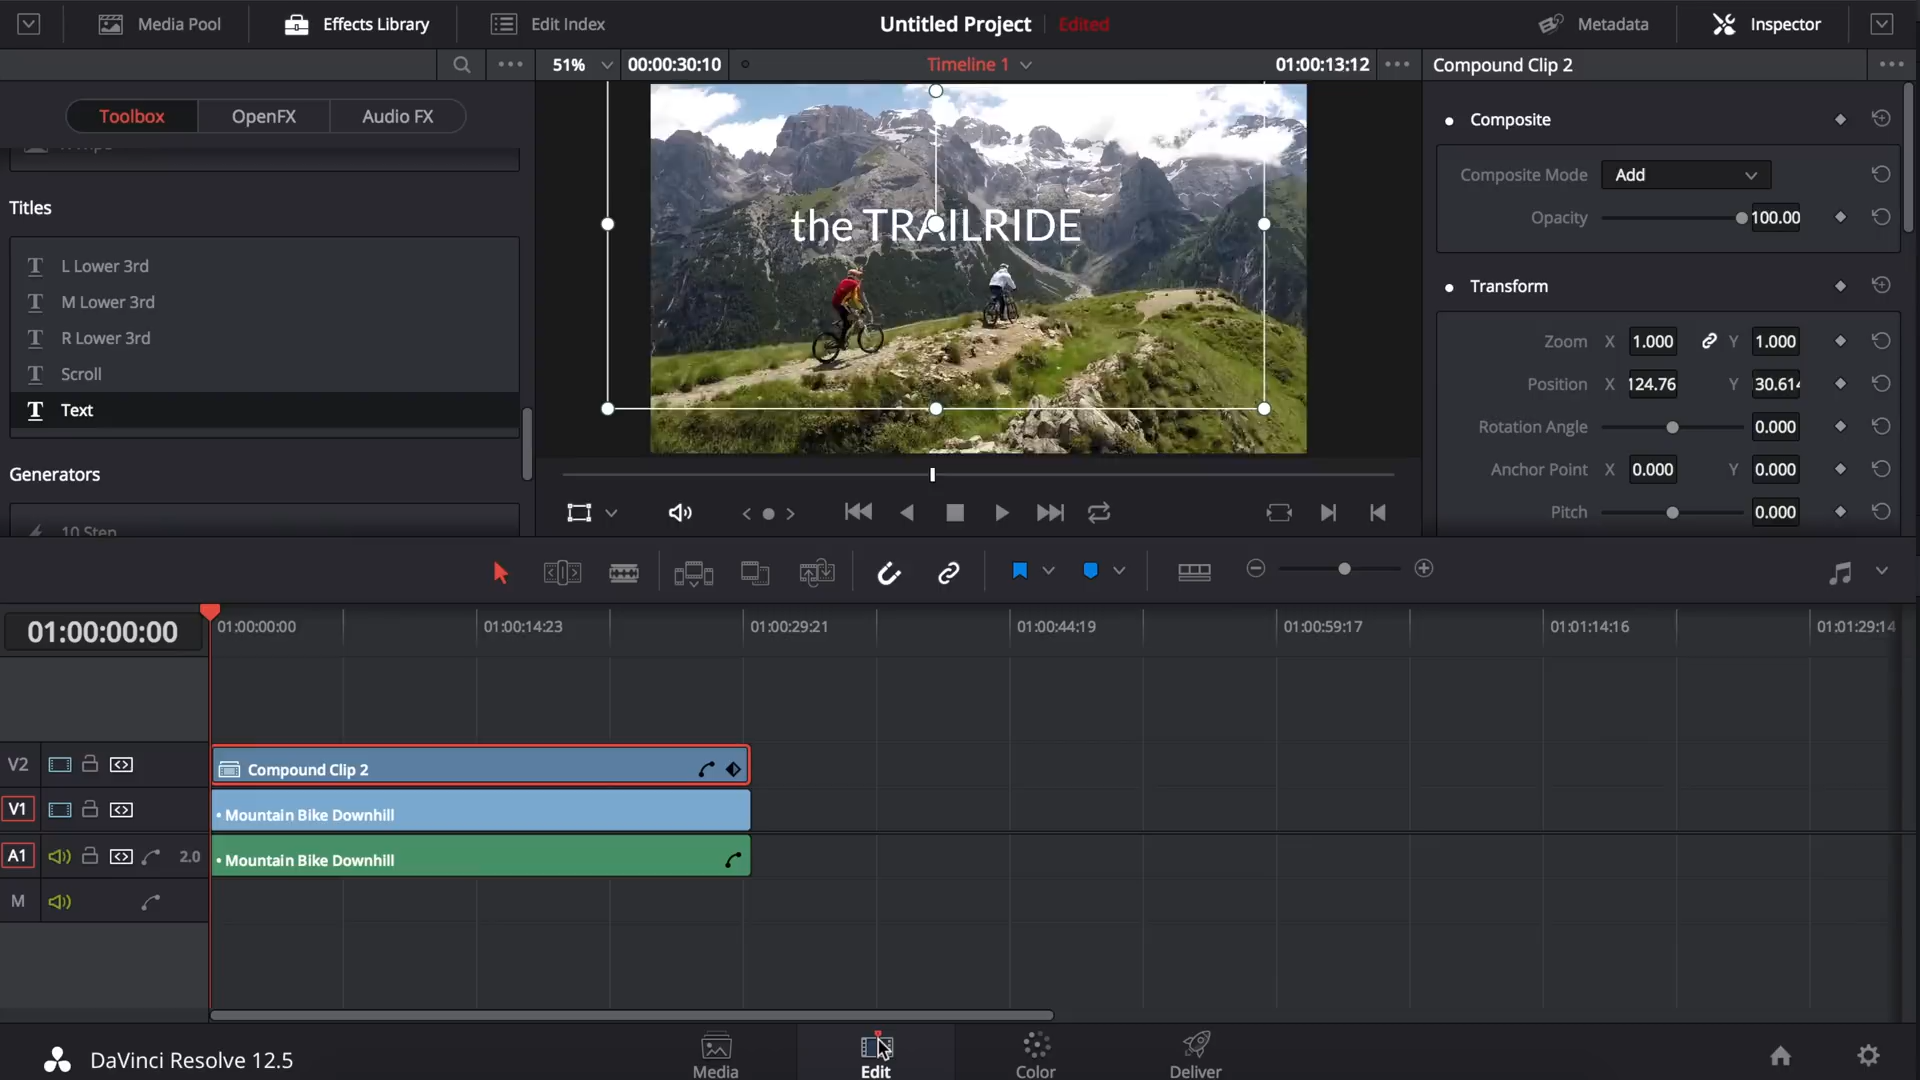 Media Pool
Effects Library
Edit Index
Untitled Project
Edited
Metadata
Inspector
51%
00:00:30:10
Timeline 1
01:00:13:12
Compound Clip 2
Toolbox
OpenFX
Audio FX
Titles
L Lower 3rd
M Lower 3rd
R Lower 3rd
Scroll
Text
Generators
10 Step
the TRAILRIDE
Composite
Composite Mode
Add
Opacity
100.00
Transform
Zoom X 1.000 Y 1.000
Position X 124.76 Y 30.614
Rotation Angle 0.000
Anchor Point X 0.000 Y 0.000
Pitch 0.000
01:00:00:00
01:00:00:00
01:00:14:23
01:00:29:21
01:00:44:19
01:00:59:17
01:01:14:16
01:01:29:14
V2
Compound Clip 2
V1
Mountain Bike Downhill
A1
2.0
Mountain Bike Downhill
M
DaVinci Resolve 12.5
Media
Edit
Color
Deliver